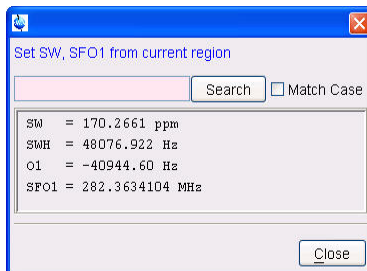 Set SW, SFO1 from current region
Search Match Case
SW = 170.2661 ppm
SWH = 48076.922 Hz
O1 = -40944.60 Hz
SFO1 = 282.3634104 MHz
Close